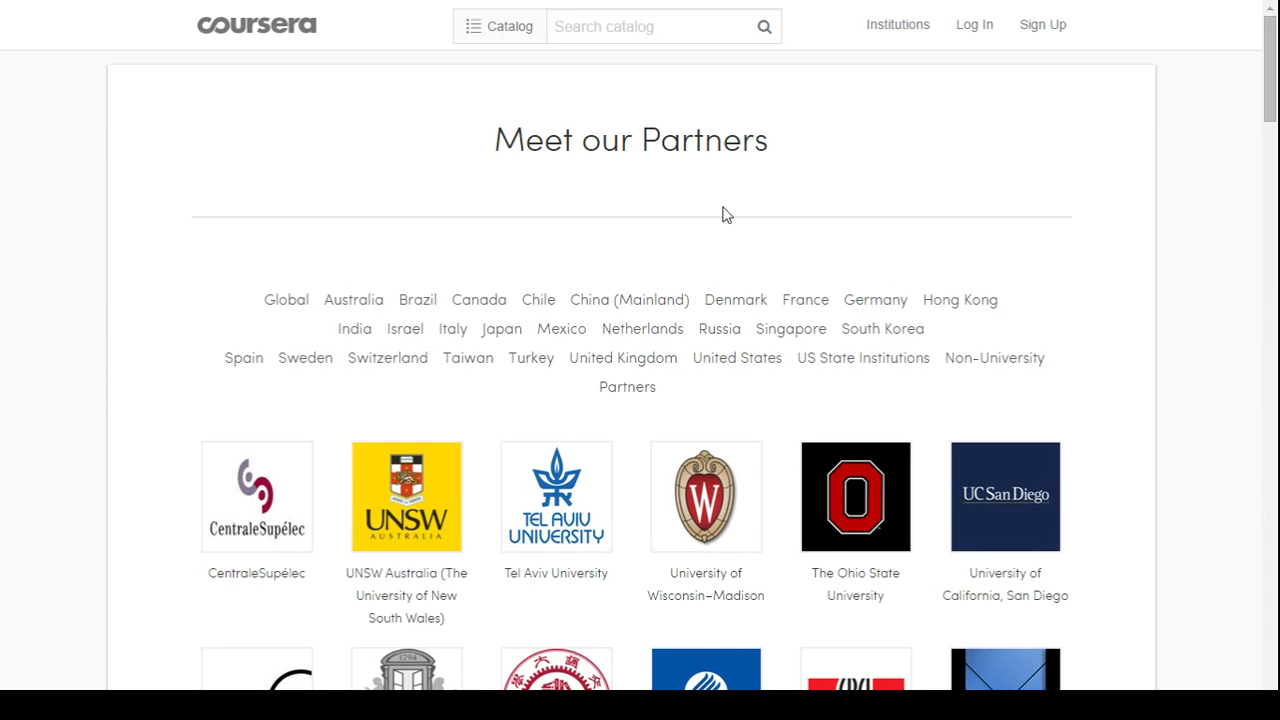 coursera
Catalog
Search catalog
Institutions
Log In
Sign Up
Meet our Partners
Global Australia Brazil Canada Chile China (Mainland) Denmark France Germany Hong Kong
India Israel Italy Japan Mexico Netherlands Russia Singapore South Korea
Spain Sweden Switzerland Taiwan Turkey United Kingdom United States US State Institutions Non-University
Partners
CentraleSupélec
UNSW
AUSTRALIA
TEL AVIU
UNIVERSITY
W
O
UC San Diego
CentraleSupélec
UNSW Australia (The
University of New
South Wales)
Tel Aviv University
University of
Wisconsin–Madison
The Ohio State
University
University of
California, San Diego
1794